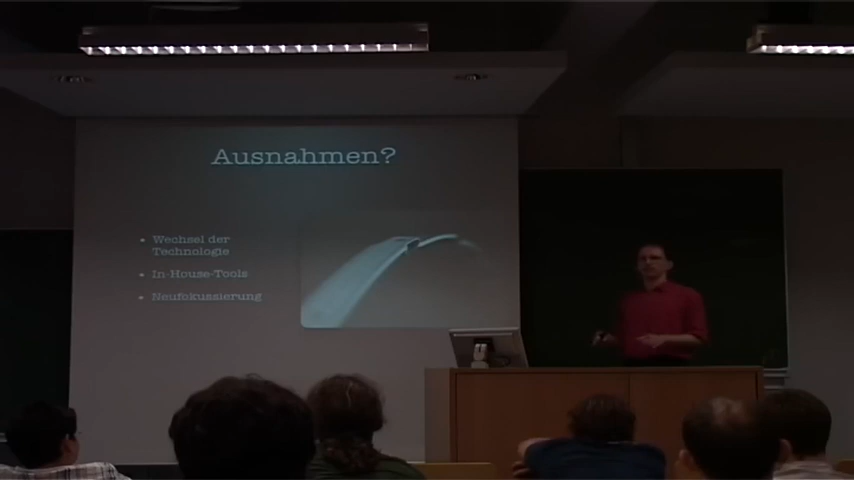 Ausnahmen?
• Wechsel der
Technologie
• In-House-Tools
• Neufokussierung